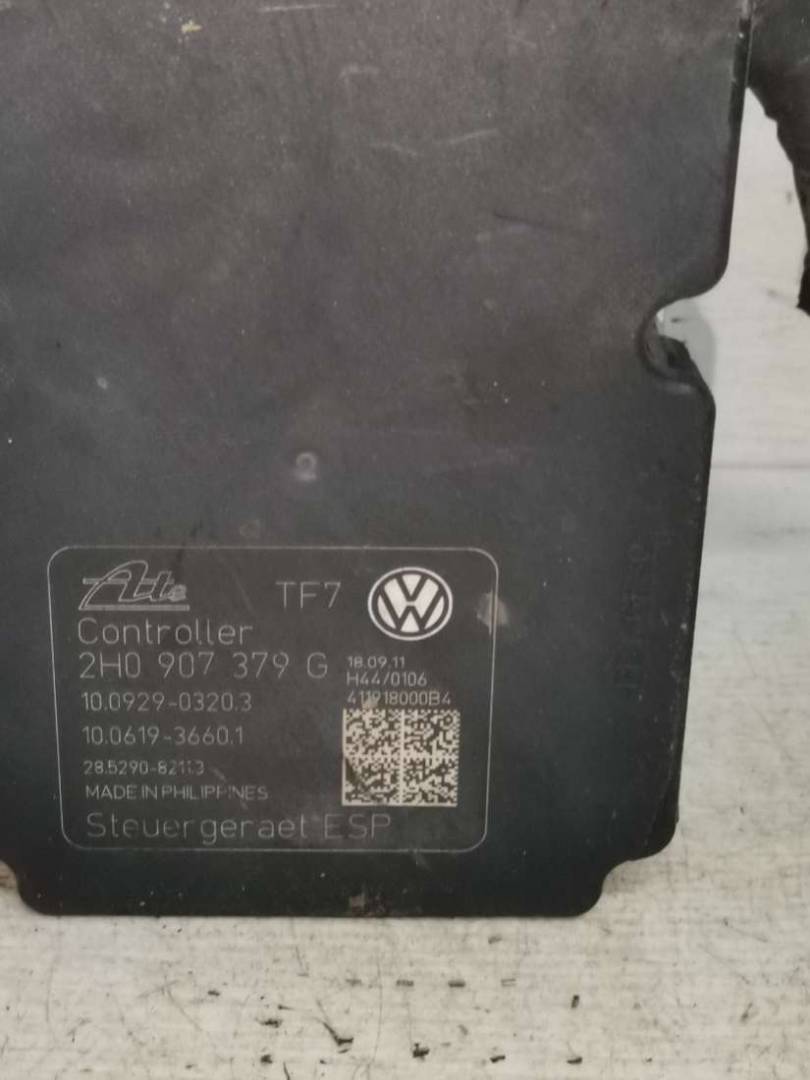 Ate TF7
Controller
2H0 907 379 G
18.09.11
H44/0106
411918000B4
10.0929-0320.3
10.0619-3660.1
28.5290-8211.3
MADE IN PHILIPPINES
Steuergeraet ESP